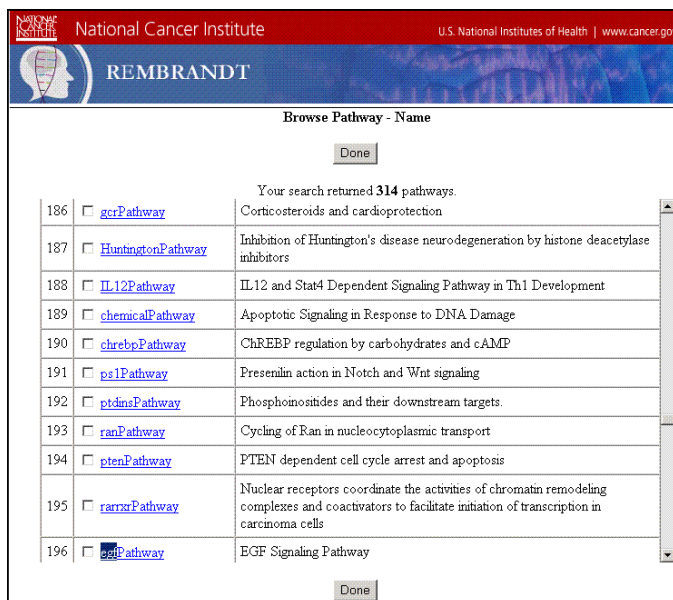 NATIONAL
CANCER
INSTITUTE
National Cancer Institute
U.S. National Institutes of Health | www.cancer.go
REMBRANDT
Browse Pathway - Name
Done
Your search returned 314 pathways.
186 gcrPathway Corticosteroids and cardioprotection
187 HuntingtonPathway Inhibition of Huntington's disease neurodegeneration by histone deacetylase
inhibitors
188 IL12Pathway IL12 and Stat4 Dependent Signaling Pathway in Th1 Development
189 chemicalPathway Apoptotic Signaling in Response to DNA Damage
190 chrebpPathway ChREBP regulation by carbohydrates and cAMP
191 ps1Pathway Presenilin action in Notch and Wnt signaling
192 ptdinsPathway Phosphoinositides and their downstream targets.
193 ranPathway Cycling of Ran in nucleocytoplasmic transport
194 ptenPathway PTEN dependent cell cycle arrest and apoptosis
195 rarrxrPathway Nuclear receptors coordinate the activities of chromatin remodeling
complexes and coactivators to facilitate initiation of transcription in
carcinoma cells
196 egfPathway EGF Signaling Pathway
Done